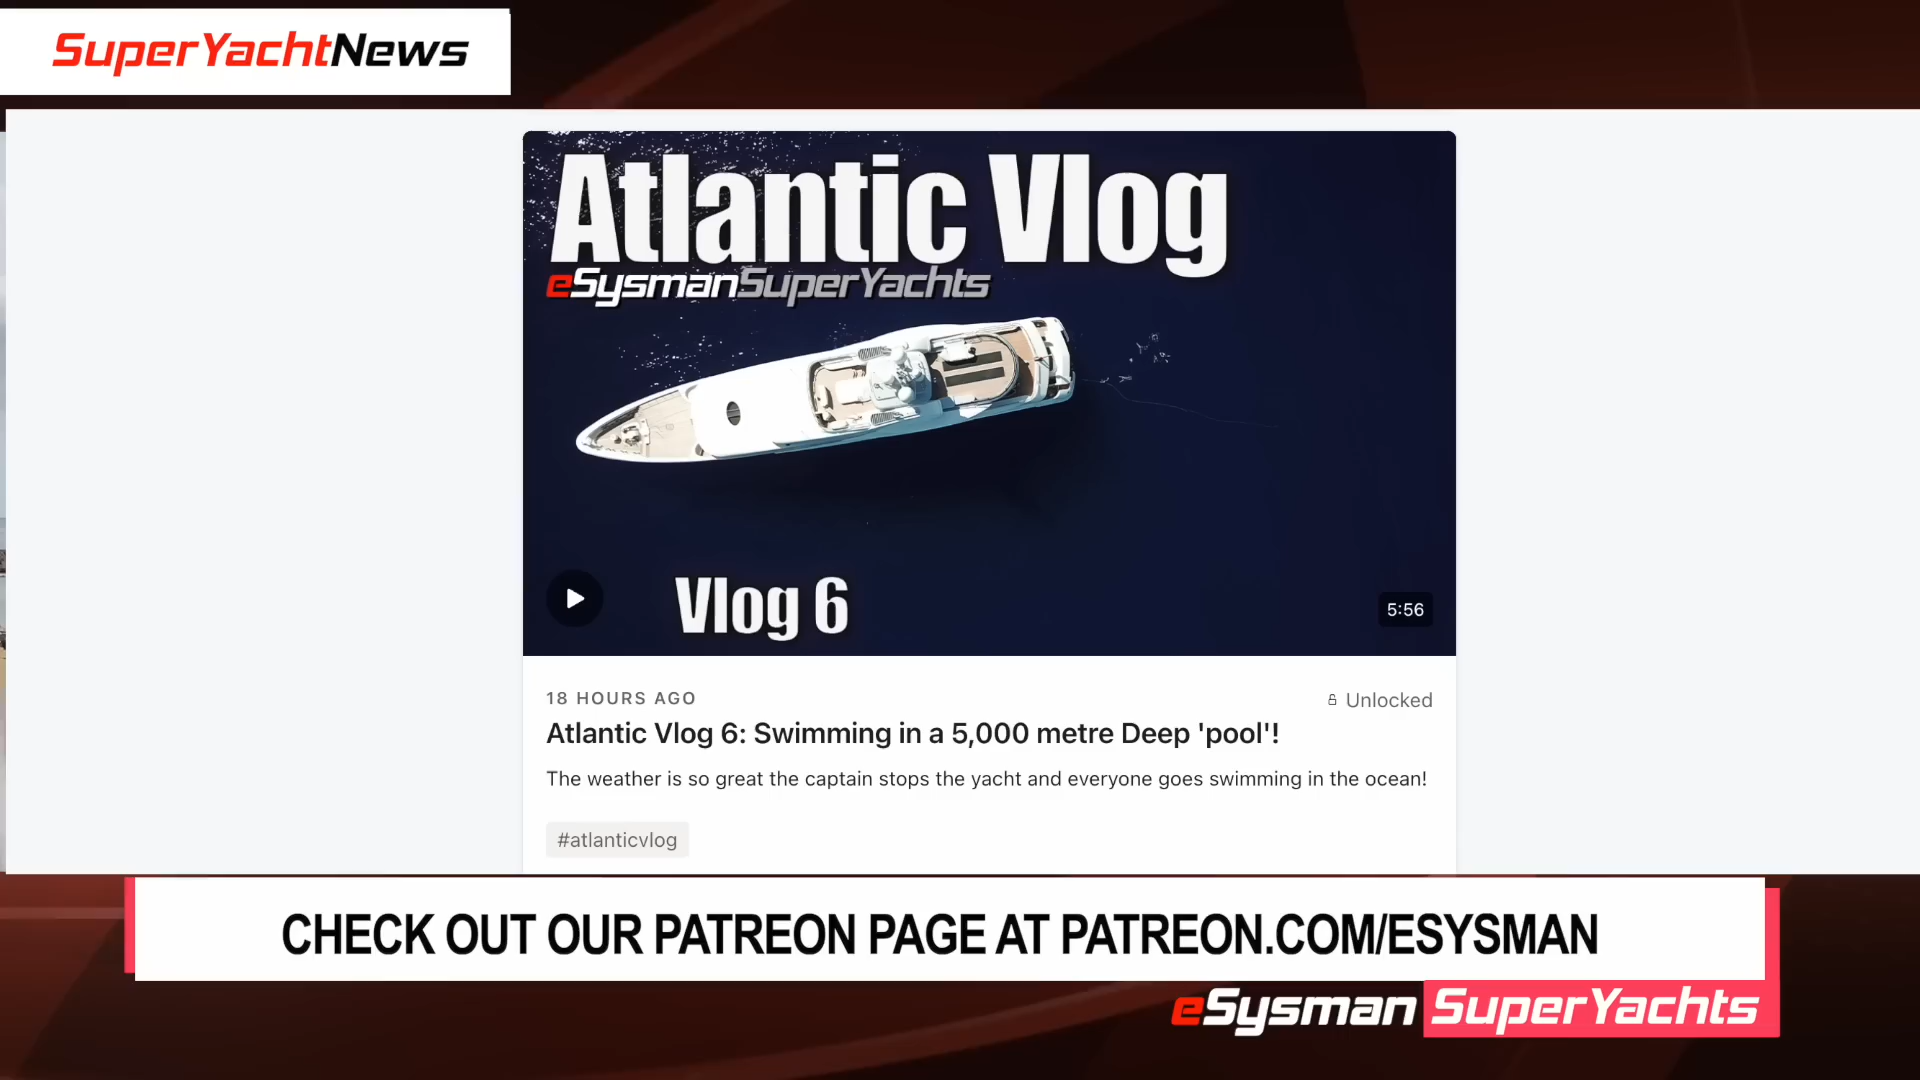 SuperYachtNews
Atlantic Vlog
eSysmanSuperYachts
Vlog 6
5:56
18 HOURS AGO
Unlocked
Atlantic Vlog 6: Swimming in a 5,000 metre Deep 'pool'!
The weather is so great the captain stops the yacht and everyone goes swimming in the ocean!
#atlanticvlog
CHECK OUT OUR PATREON PAGE AT PATREON.COM/ESYSMAN
eSysman SuperYachts